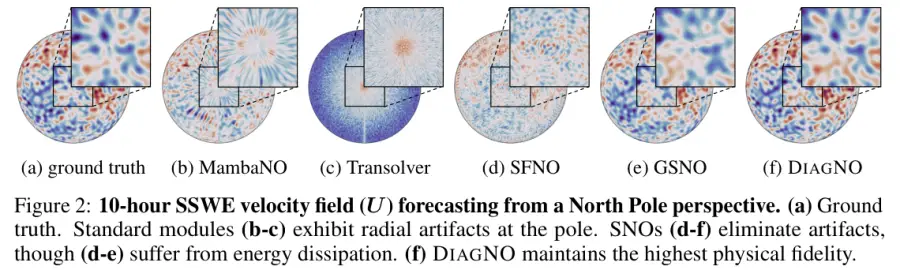 (a) ground truth (b) MambaNO (c) Transolver (d) SFNO (e) GSNO (f) DIAGNO
Figure 2: 10-hour SSWE velocity field (U) forecasting from a North Pole perspective. (a) Ground
truth. Standard modules (b-c) exhibit radial artifacts at the pole. SNOs (d-f) eliminate artifacts,
though (d-e) suffer from energy dissipation. (f) DIAGNO maintains the highest physical fidelity.